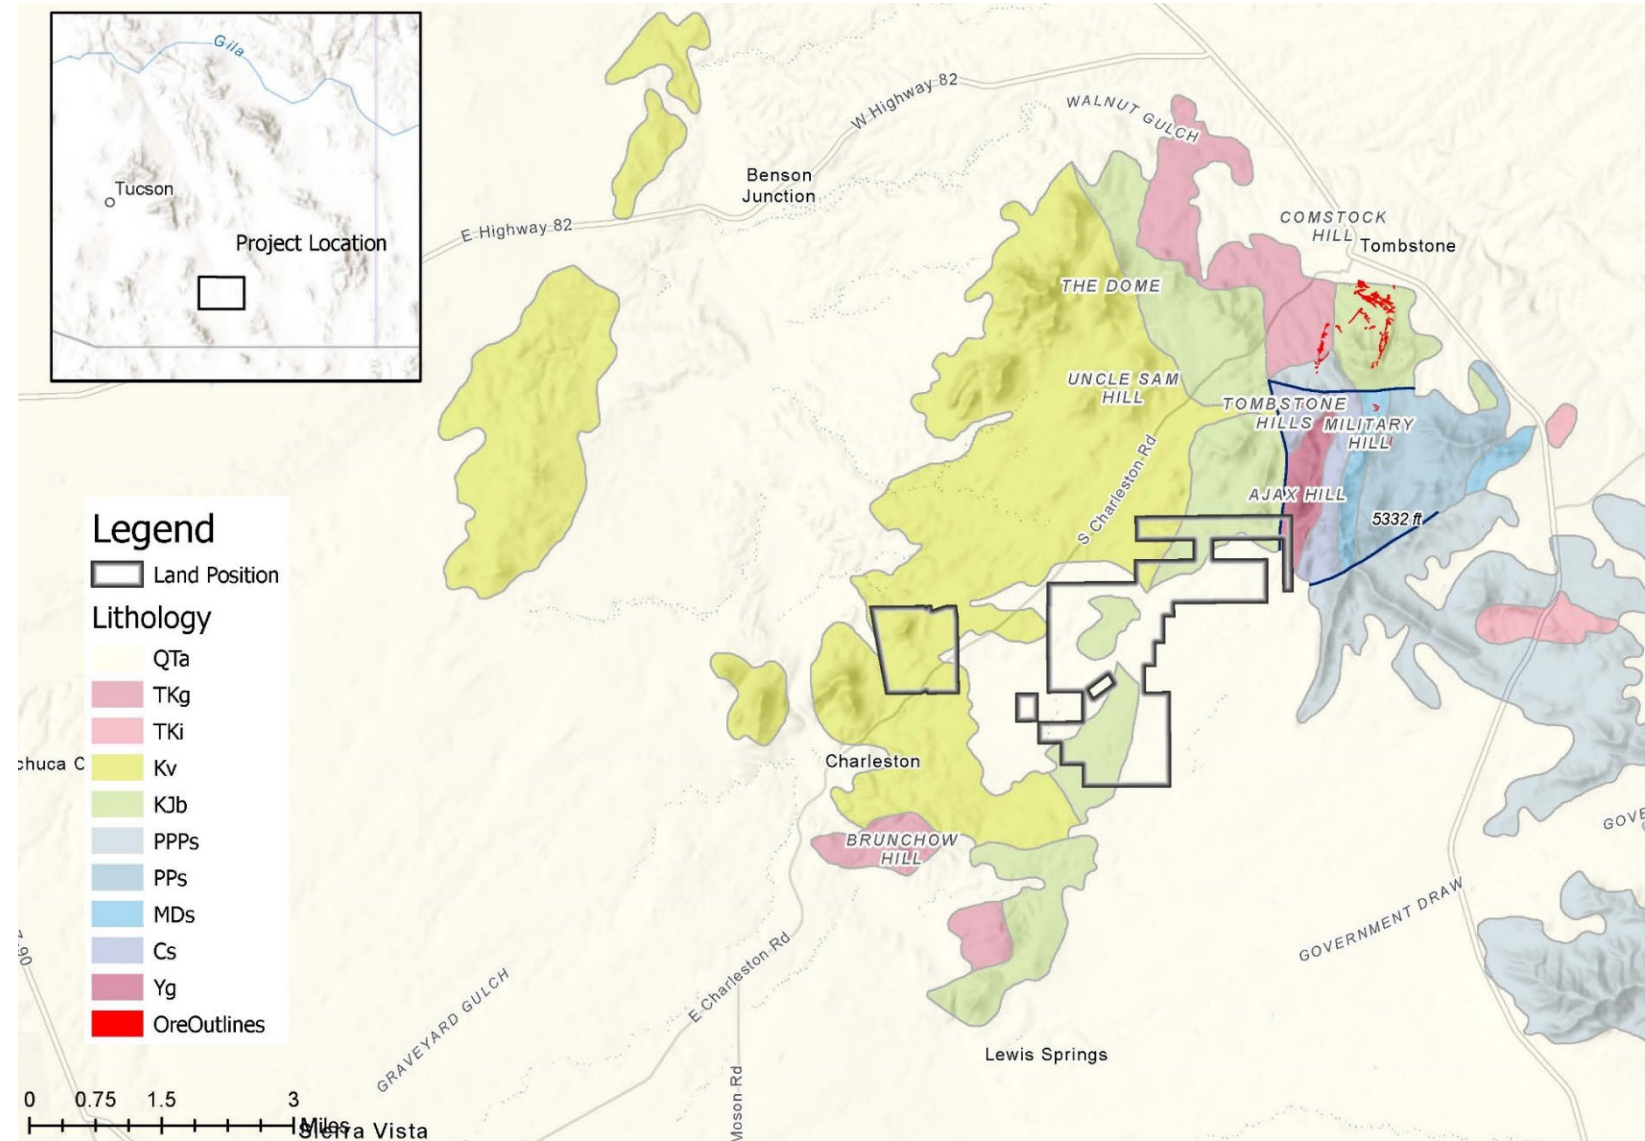 Gila
Tucson
Project Location
W Highway 82
WALNUT GULCH
Benson
Junction
E Highway 82
COMSTOCK
HILL
Tombstone
THE DOME
UNCLE SAM
HILL
TOMBSTONE
HILLS
MILITARY
HILL
S Charleston Rd
AJAX HILL
5332 ft
Legend
Land Position
Lithology
QTa
TKg
TKi
Kv
KJb
PPPs
PPs
MDs
Cs
Yg
OreOutlines
chuca C
Charleston
BRUNCHOW
HILL
GOVE
GOVERNMENT DRAW
E Charleston Rd
GRAVEYARD GULCH
Lewis Springs
Moson Rd
0 0.75 1.5 3
Miles
Sierra Vista